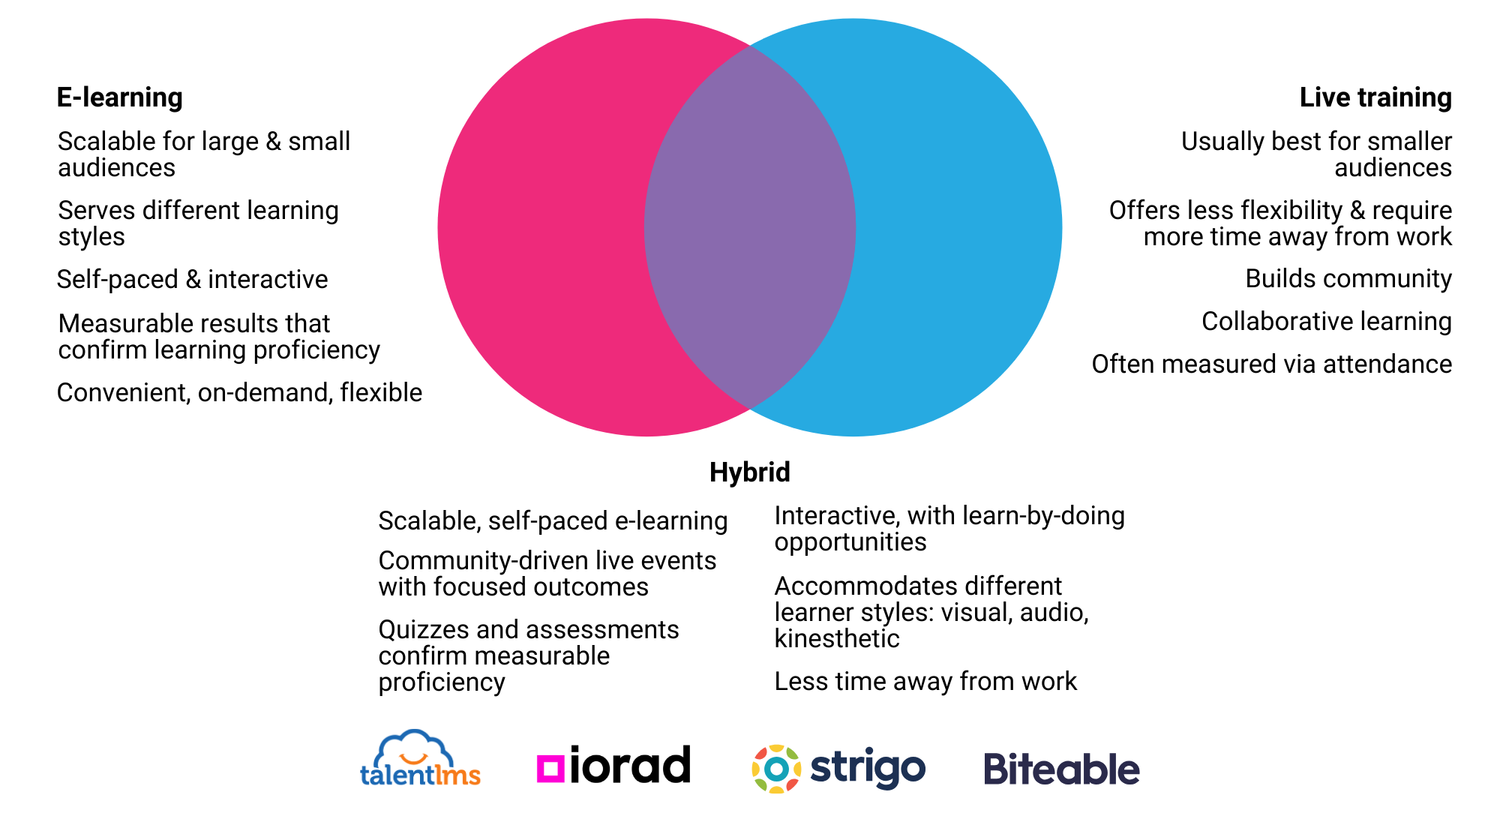 E-learning
Scalable for large & small
audiences
Serves different learning
styles
Self-paced & interactive
Measurable results that
confirm learning proficiency
Convenient, on-demand, flexible
Live training
Usually best for smaller
audiences
Offers less flexibility & require
more time away from work
Builds community
Collaborative learning
Often measured via attendance
Hybrid
Scalable, self-paced e-learning
Community-driven live events
with focused outcomes
Quizzes and assessments
confirm measurable
proficiency
Interactive, with learn-by-doing
opportunities
Accommodates different
learner styles: visual, audio,
kinesthetic
Less time away from work
talentlms
iorad
strigo
Biteable